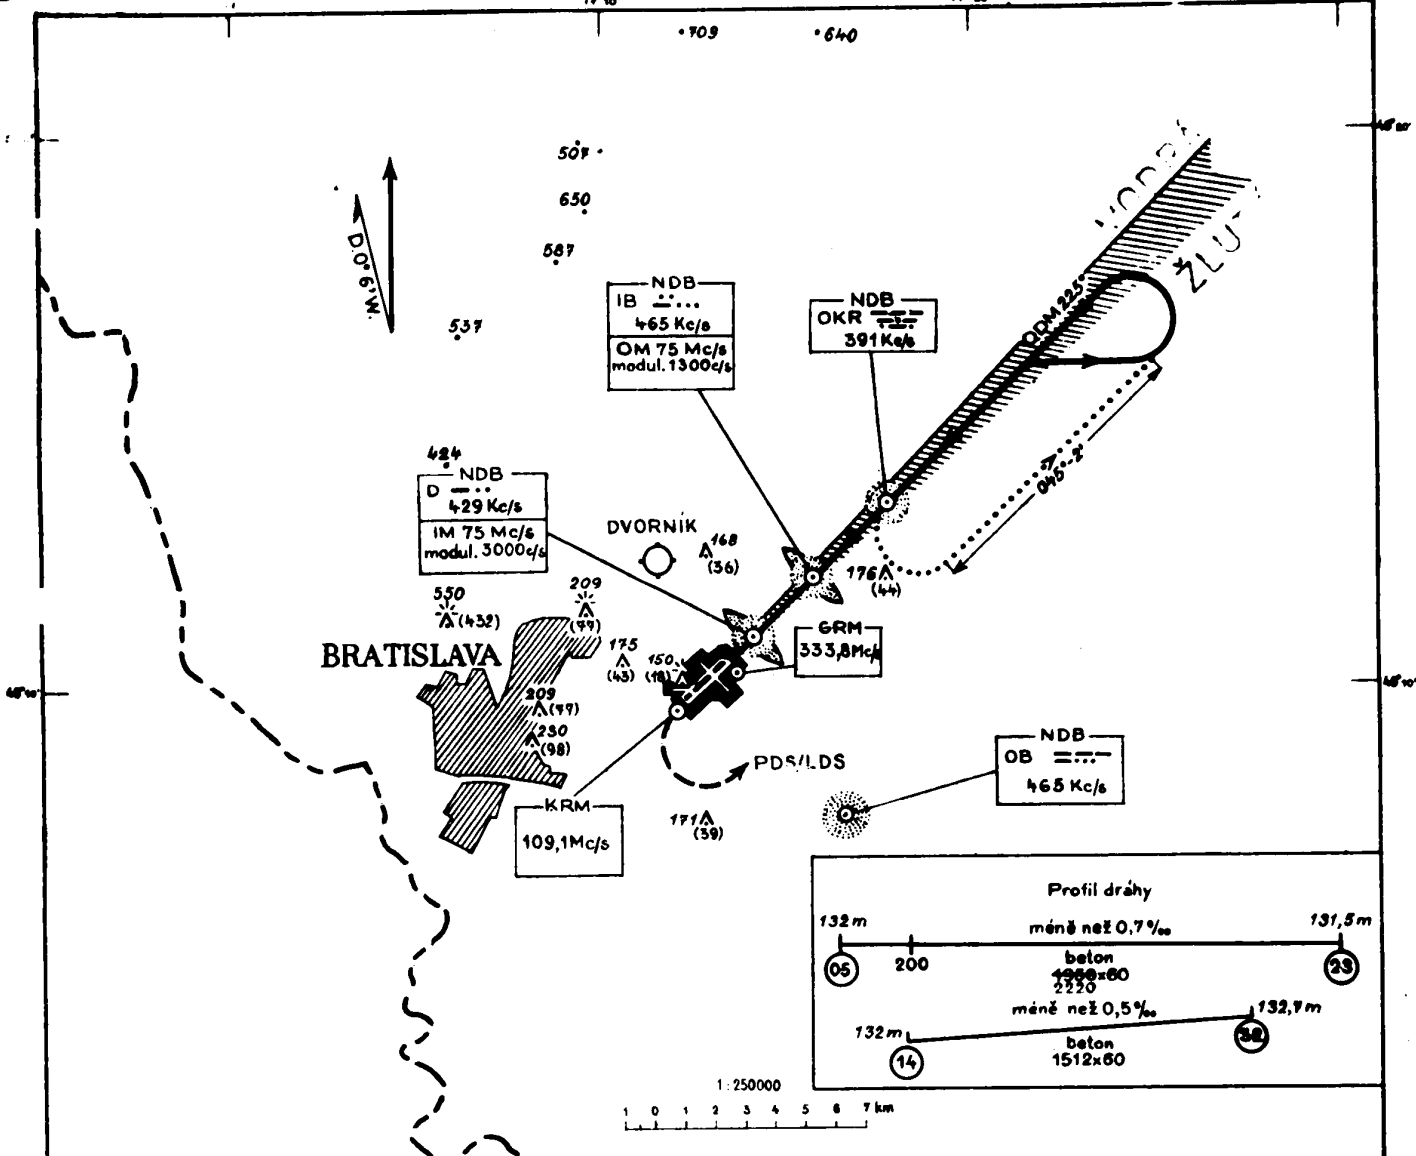 709
640
507
650
587
537
D.0° 6'W.
MODRÁ
ŽLUTÁ
QDM 225°
045°-2'
NDB
IB
465 Kc/s
OM 75 Mc/s
modul. 1300c/s
NDB
OKR
391 Kc/s
424
NDB
D
429 Kc/s
IM 75 Mc/s
modul. 3000c/s
DVORNÍK
168
(36)
176
(44)
550
(432)
209
(77)
BRATISLAVA
175
(43)
150
(18)
GRM
333,8Mc/s
209
(77)
230
(98)
PDS/LDS
NDB
OB
465 Kc/s
KRM
109,1Mc/s
171
(39)
Profil dráhy
132m
méně než 0,7‰
131,5m
05
200
beton
23
2220
méně než 0,5‰
132,7m
132m
14
beton
1512x60
1:250000
1 0 1 2 3 4 5 6 7 km